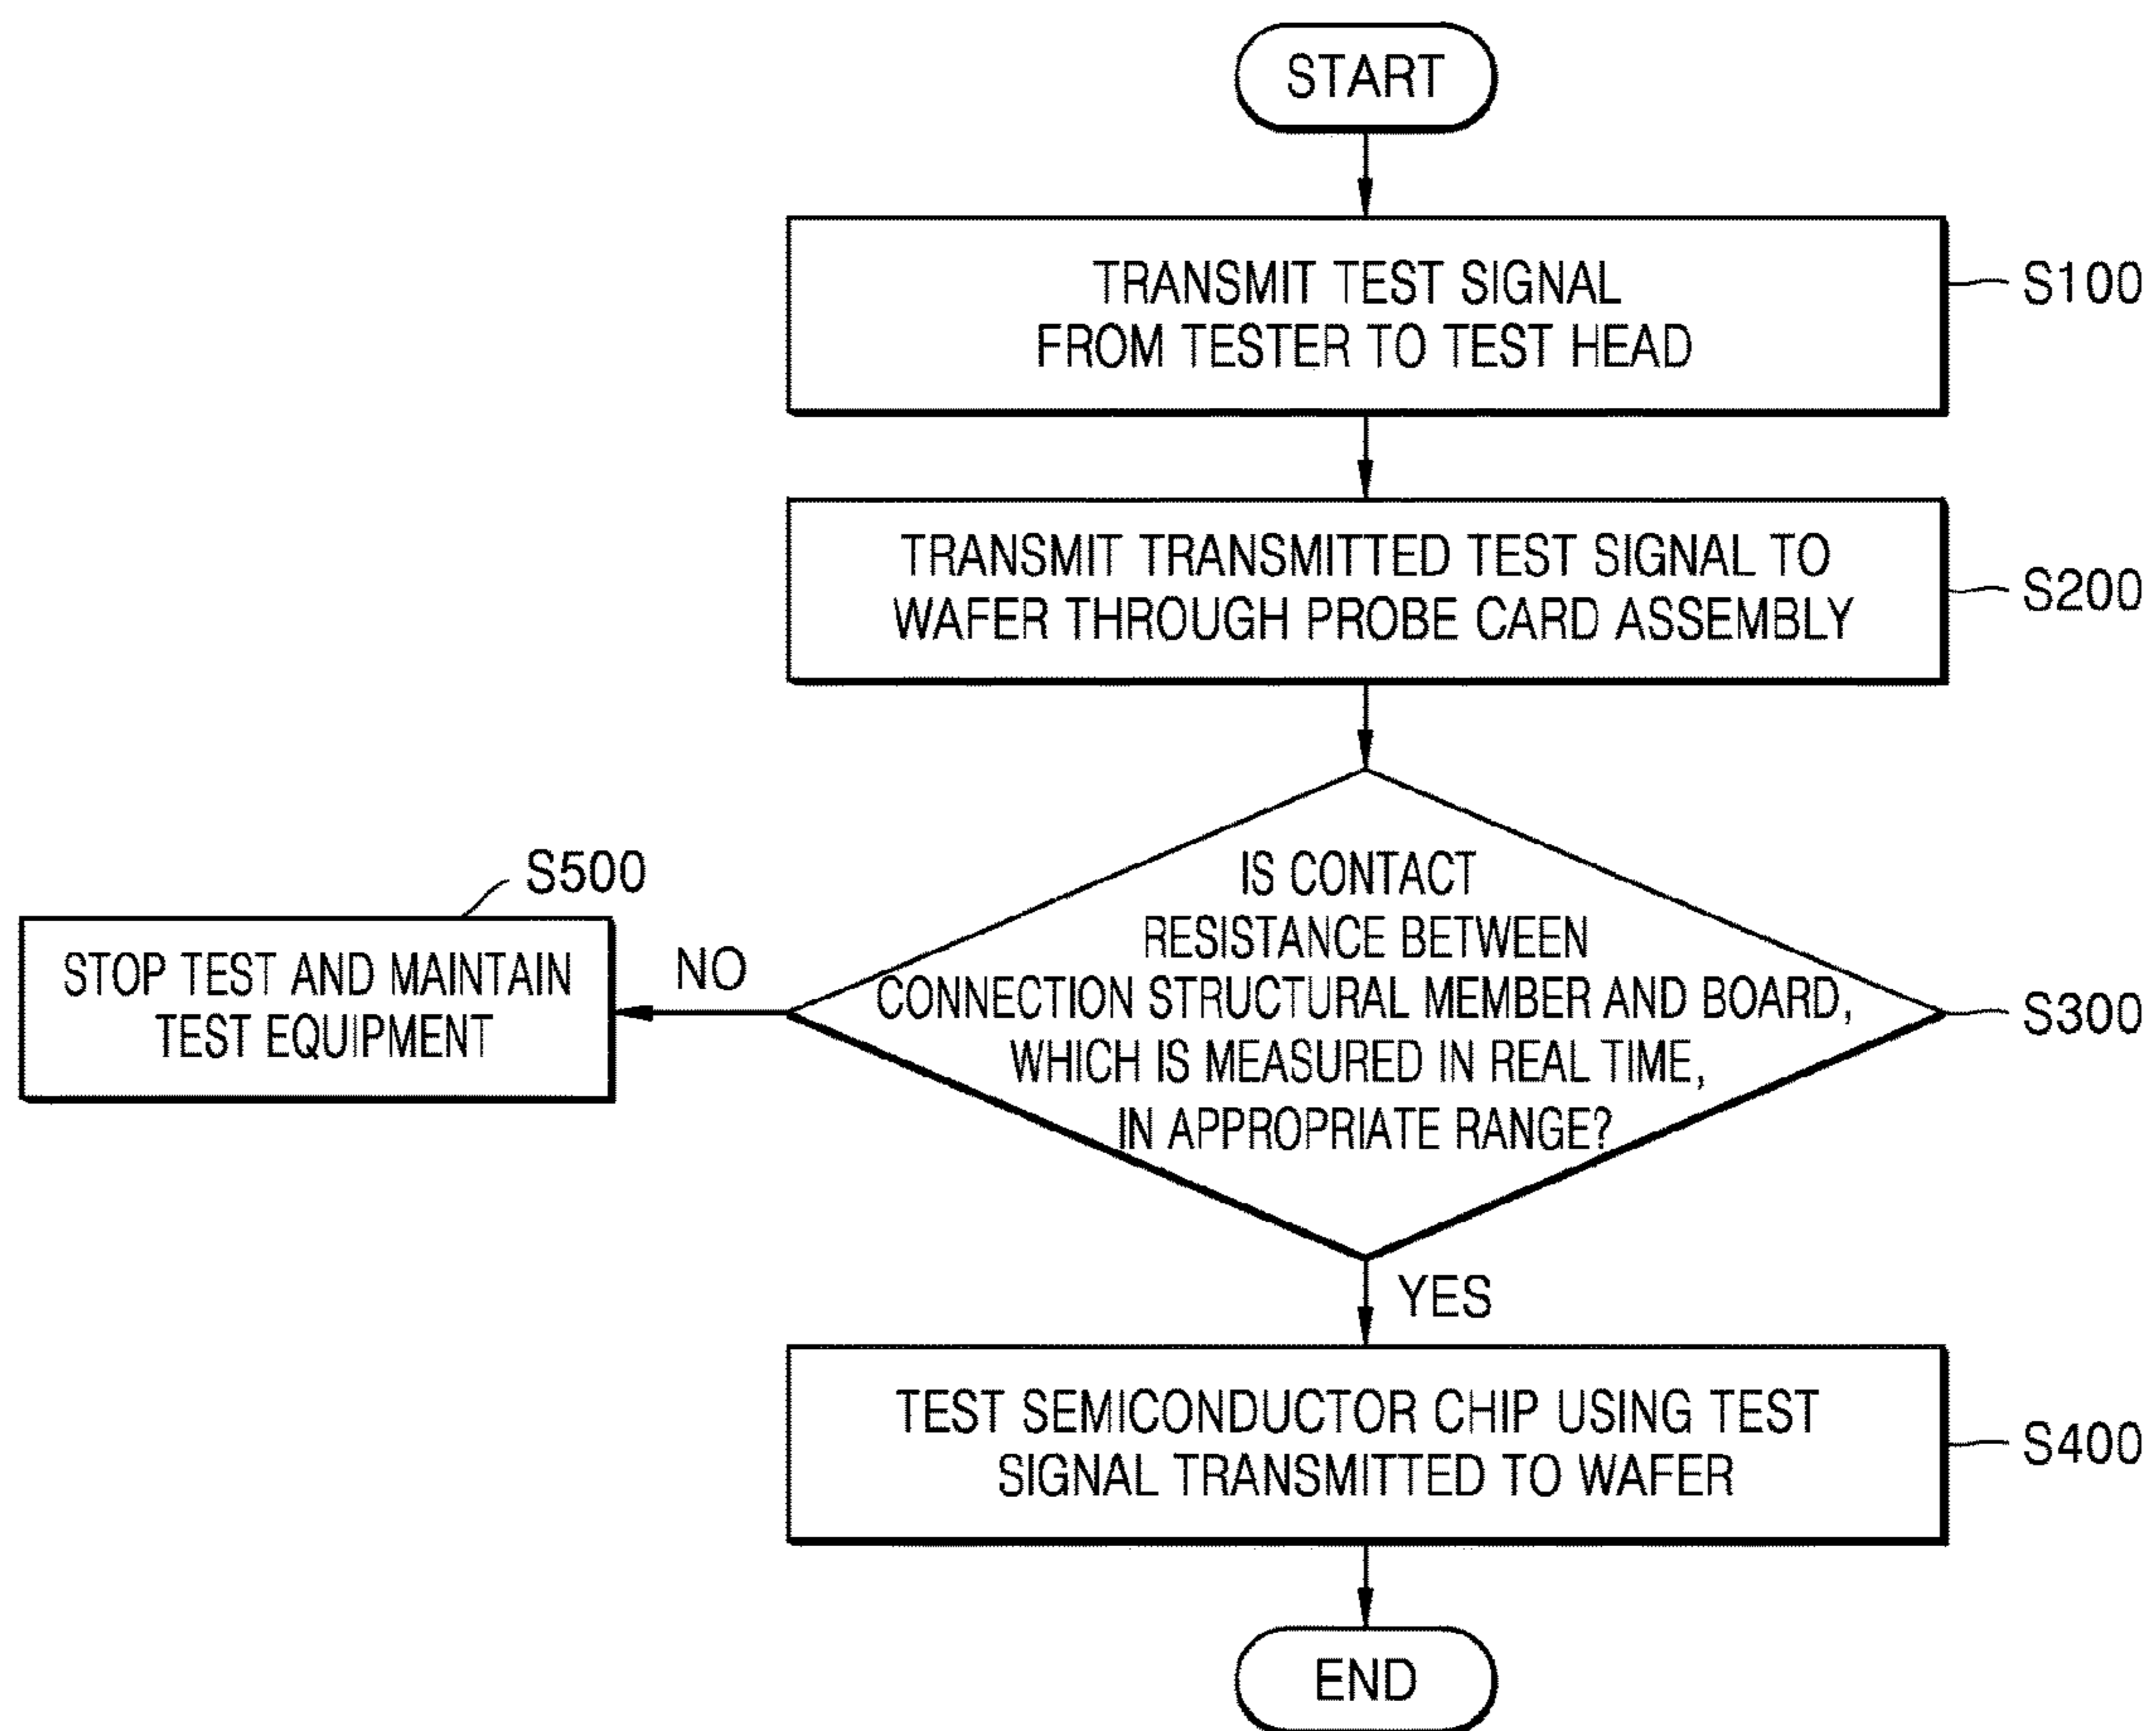 START
TRANSMIT TEST SIGNAL
FROM TESTER TO TEST HEAD
S100
TRANSMIT TRANSMITTED TEST SIGNAL TO
WAFER THROUGH PROBE CARD ASSEMBLY
S200
IS CONTACT
RESISTANCE BETWEEN
CONNECTION STRUCTURAL MEMBER AND BOARD,
WHICH IS MEASURED IN REAL TIME,
IN APPROPRIATE RANGE?
S300
NO
S500
STOP TEST AND MAINTAIN
TEST EQUIPMENT
YES
TEST SEMICONDUCTOR CHIP USING TEST
SIGNAL TRANSMITTED TO WAFER
S400
END